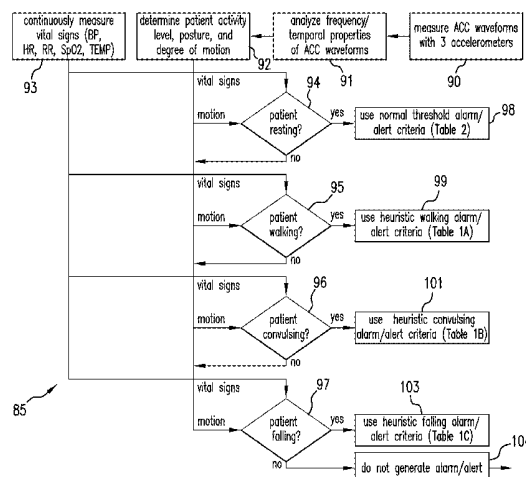 continuously measure
vital signs (BP,
HR, RR, SpO2, TEMP)
93
determine patient activity
level, posture, and
degree of motion
92
analyze frequency/
temporal properties
of ACC waveforms
91
measure ACC waveforms
with 3 accelerometers
90
vital signs
94
motion
patient
resting?
yes
use normal threshold alarm/
alert criteria (Table 2)
98
no
vital signs
95
motion
patient
walking?
yes
use heuristic walking alarm/
alert criteria (Table 1A)
99
no
vital signs
96
motion
patient
convulsing?
yes
use heuristic convulsing
alarm/alert criteria (Table 1B)
101
no
85
vital signs
97
motion
patient
falling?
yes
use heuristic falling alarm/
alert criteria (Table 1C)
103
no
do not generate alarm/alert
104